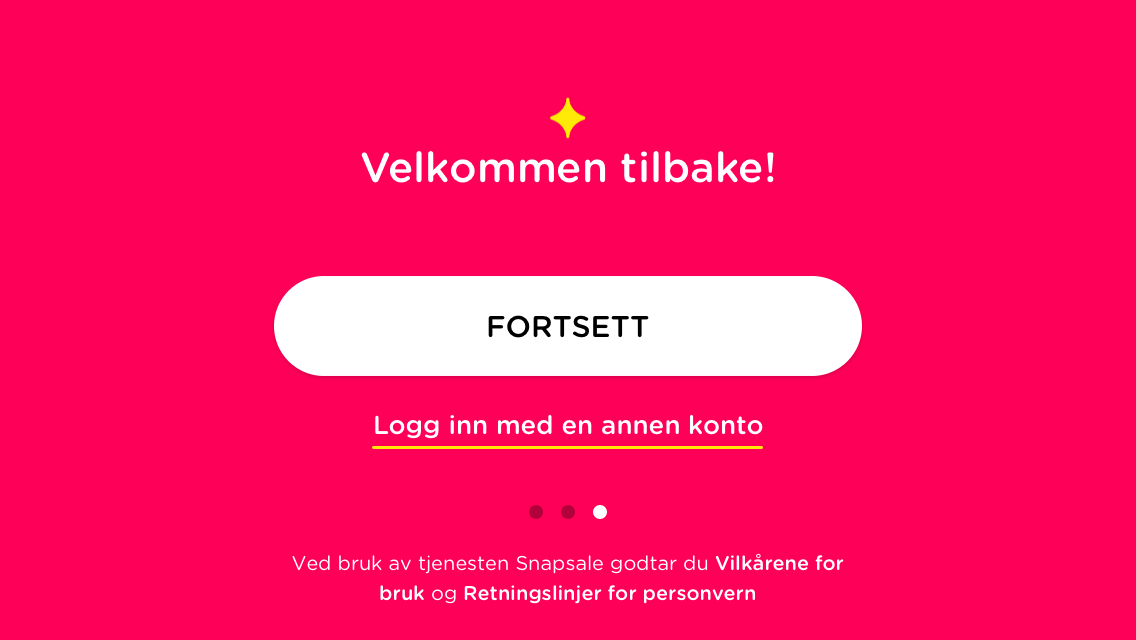 Velkommen tilbake!
FORTSETT
Logg inn med en annen konto
Ved bruk av tjenesten Snapsale godtar du Vilkårene for
bruk og Retningslinjer for personvern